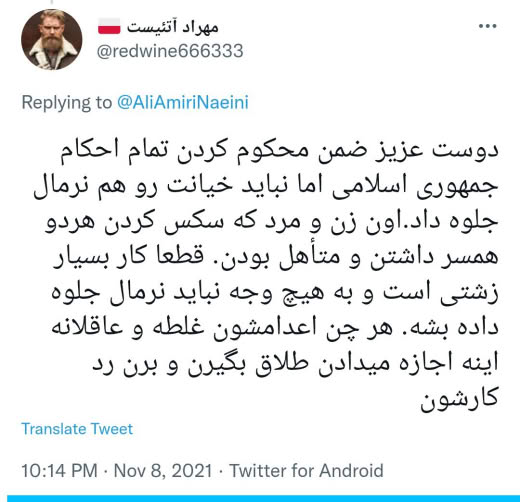 مهراد آتئیست 🇵🇱
@redwine666333
Replying to @AliAmiriNaeini
دوست عزیز ضمن محکوم کردن تمام احکام
جمهوری اسلامی اما نباید خیانت رو هم نرمال
جلوه داد.اون زن و مرد که سکس کردن هردو
همسر داشتن و متأهل بودن. قطعا کار بسیار
زشتی است و به هیچ وجه نباید نرمال جلوه
داده بشه. هر چن اعدامشون غلطه و عاقلانه
اینه اجازه میدادن طلاق بگیرن و برن رد
کارشون
Translate Tweet
10:14 PM · Nov 8, 2021 · Twitter for Android